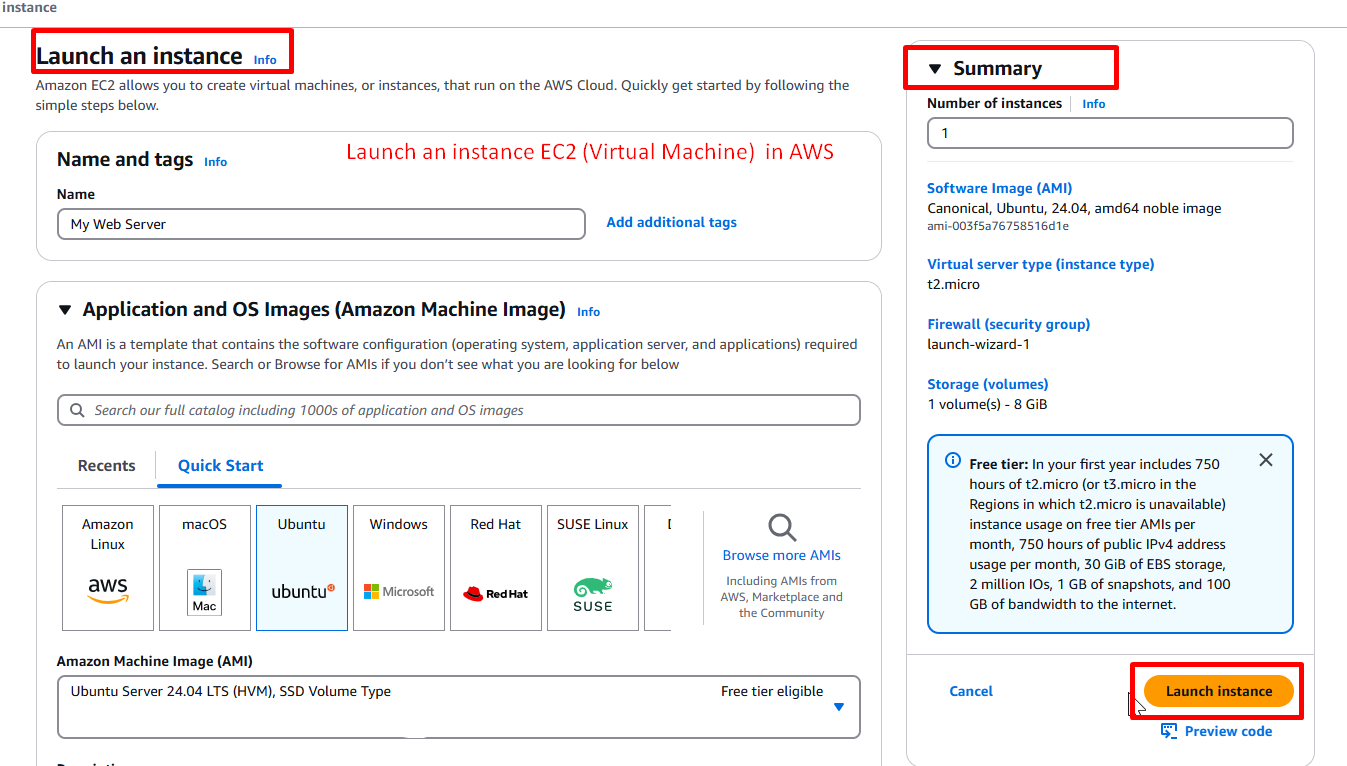 instance
Launch an instance Info
Amazon EC2 allows you to create virtual machines, or instances, that run on the AWS Cloud. Quickly get started by following the
simple steps below.
Name and tags Info
Launch an instance EC2 (Virtual Machine) in AWS
Name
My Web Server
Add additional tags
Application and OS Images (Amazon Machine Image) Info
An AMI is a template that contains the software configuration (operating system, application server, and applications) required
to launch your instance. Search or Browse for AMIs if you don't see what you are looking for below
Search our full catalog including 1000s of application and OS images
Recents
Quick Start
Amazon
Linux
aws
macOS
Mac
Ubuntu
ubuntu
Windows
Microsoft
Red Hat
Red Hat
SUSE Linux
SUSE
Browse more AMIs
Including AMIs from
AWS, Marketplace and
the Community
Amazon Machine Image (AMI)
Ubuntu Server 24.04 LTS (HVM), SSD Volume Type
Free tier eligible
Summary
Number of instances Info
1
Software Image (AMI)
Canonical, Ubuntu, 24.04, amd64 noble image
ami-003f5a76758516d1e
Virtual server type (instance type)
t2.micro
Firewall (security group)
launch-wizard-1
Storage (volumes)
1 volume(s) - 8 GiB
Free tier: In your first year includes 750
hours of t2.micro (or t3.micro in the
Regions in which t2.micro is unavailable)
instance usage on free tier AMIs per
month, 750 hours of public IPv4 address
usage per month, 30 GiB of EBS storage,
2 million IOs, 1 GB of snapshots, and 100
GB of bandwidth to the internet.
Cancel
Launch instance
Preview code